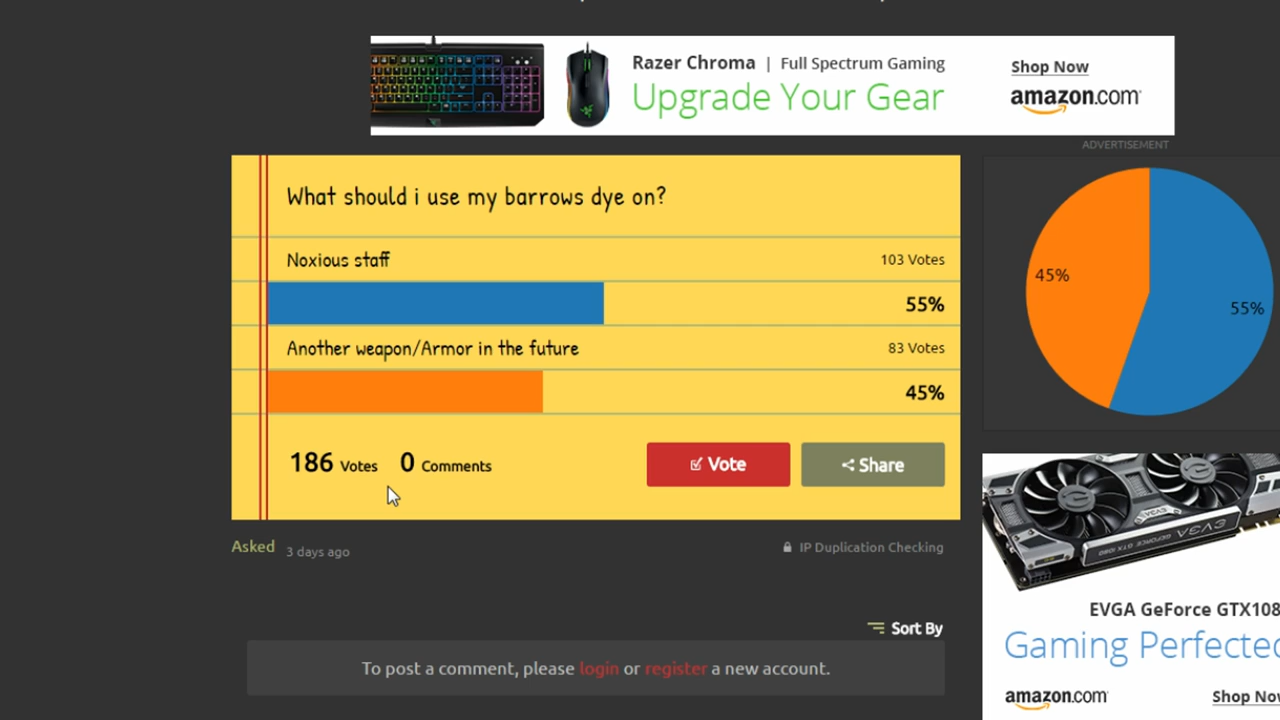 Razer Chroma | Full Spectrum Gaming
Upgrade Your Gear
Shop Now
amazon.com
ADVERTISEMENT
What should i use my barrows dye on?
Noxious staff
103 Votes
55%
Another weapon/Armor in the future
83 Votes
45%
186 Votes 0 Comments
Vote
Share
45%
55%
Asked 3 days ago
IP Duplication Checking
Sort By
To post a comment, please login or register a new account.
EVGA
EVGA GeForce GTX108
Gaming Perfected
amazon.com
Shop Now